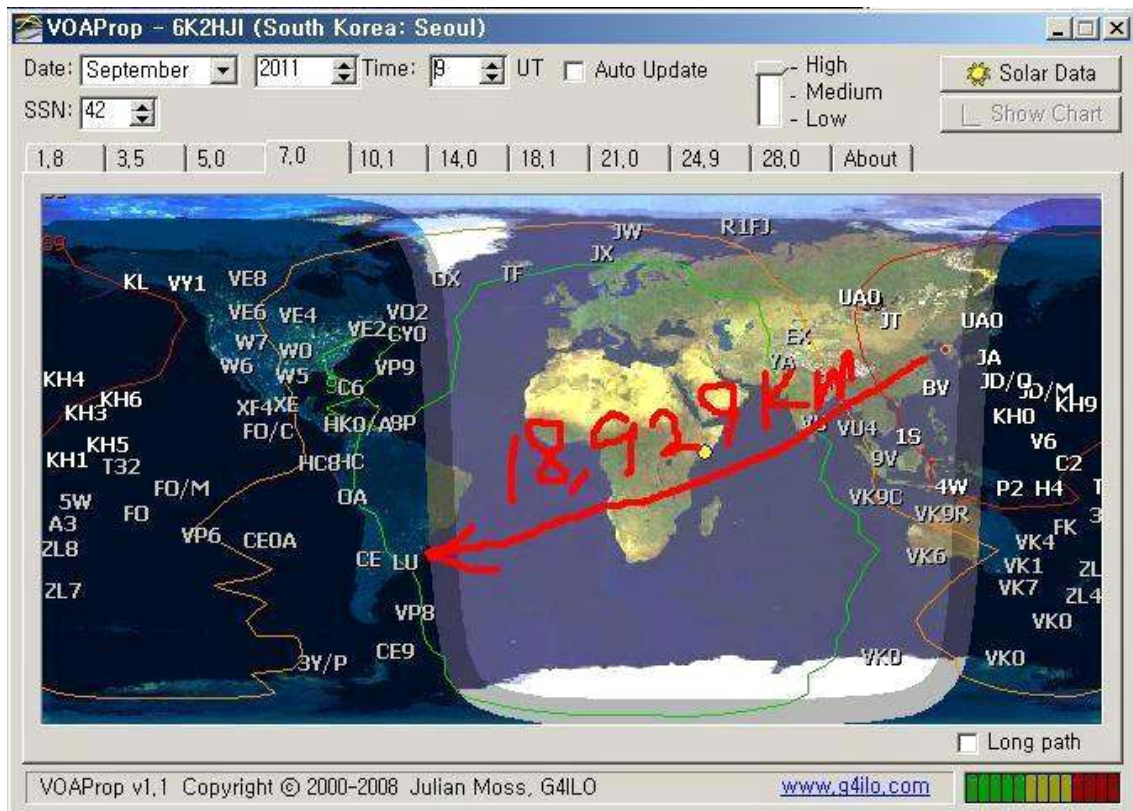 VOAProp - 6K2HJI (South Korea: Seoul)
Date: September 2011 Time: 9 UT Auto Update
High
Medium
Low
Solar Data
SSN: 42
Show Chart
1,8 3,5 5,0 7,0 10,1 14,0 18,1 21,0 24,9 28,0 About
S9
JW R1FJ
KL VY1 VE8 OX TF JX
VE6 VE4 VO2 UA0 JT UA0
W7 W0 VE2 CY0 EX
W6 W5 VP9 YA JA
KH4 C6 BV JD/O JD/M
KH3 KH6 XF4 XE HK0/A 8P VU4 KH0 KH9
FO/C 1S V6
KH1 KH5 T32 HC8 HC 9V C2
5W FO/M OA VK9C 4W P2 H4 T
A3 FO VK9R FK 3
ZL8 VP6 CE0A CE LU VK6 VK4
ZL7 VK1 ZL
VP8 VK7 ZL4
VK0
3Y/P CE9 VK0 VK0
18,929 Km
Long path
VOAProp v1,1 Copyright © 2000-2008 Julian Moss, G4ILO www.g4ilo.com